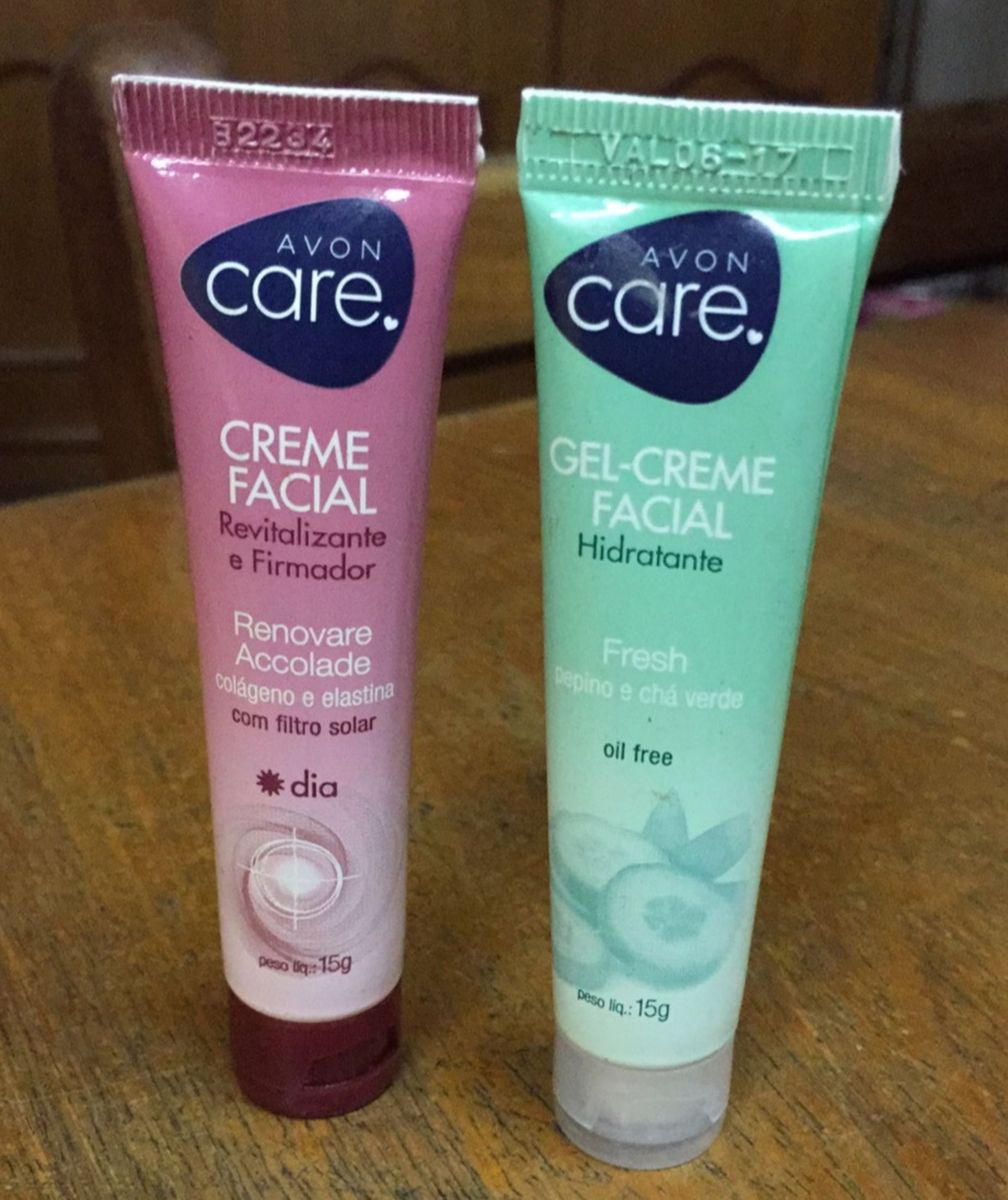 82234
AVON
care.
CREME
FACIAL
Revitalizante
e Firmador
Renovare
Accolade
colágeno e elastina
com filtro solar
dia
peso líq.: 15g
VAL06-17
AVON
care.
GEL-CREME
FACIAL
Hidratante
Fresh
pepino e chá verde
oil free
peso líq.: 15g